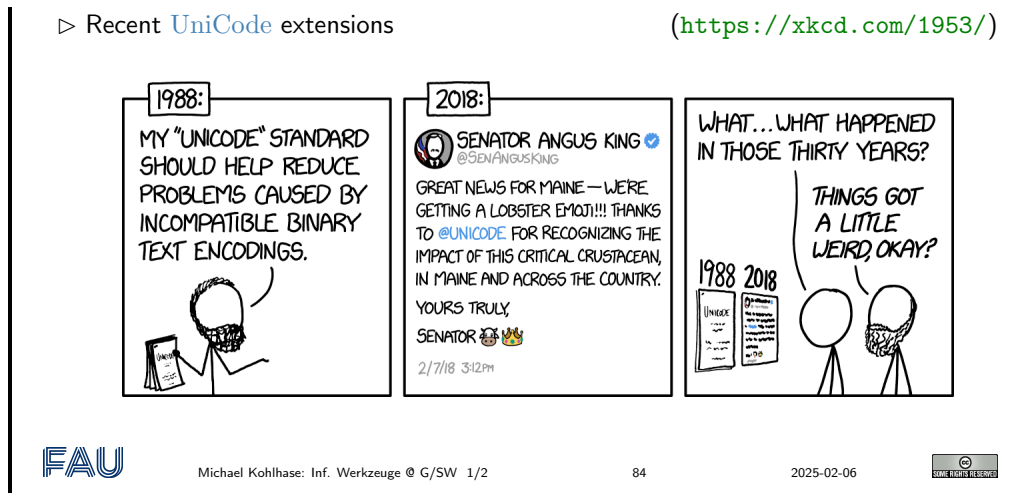 ▷ Recent UniCode extensions (https://xkcd.com/1953/)
1988:
MY "UNICODE" STANDARD
SHOULD HELP REDUCE
PROBLEMS CAUSED BY
INCOMPATIBLE BINARY
TEXT ENCODINGS.
UNICODE
2018:
SENATOR ANGUS KING
@SENANGUSKING
GREAT NEWS FOR MAINE—WE'RE
GETTING A LOBSTER EMOJI!!! THANKS
TO @UNICODE FOR RECOGNIZING THE
IMPACT OF THIS CRITICAL CRUSTACEAN,
IN MAINE AND ACROSS THE COUNTRY.
YOURS TRULY,
SENATOR 🐮👑
2/7/18 3:12PM
WHAT...WHAT HAPPENED
IN THOSE THIRTY YEARS?
THINGS GOT
A LITTLE
WEIRD, OKAY?
1988 2018
UNICODE
FAU
Michael Kohlhase: Inf. Werkzeuge @ G/SW 1/2 84 2025-02-06
cc
SOME RIGHTS RESERVED